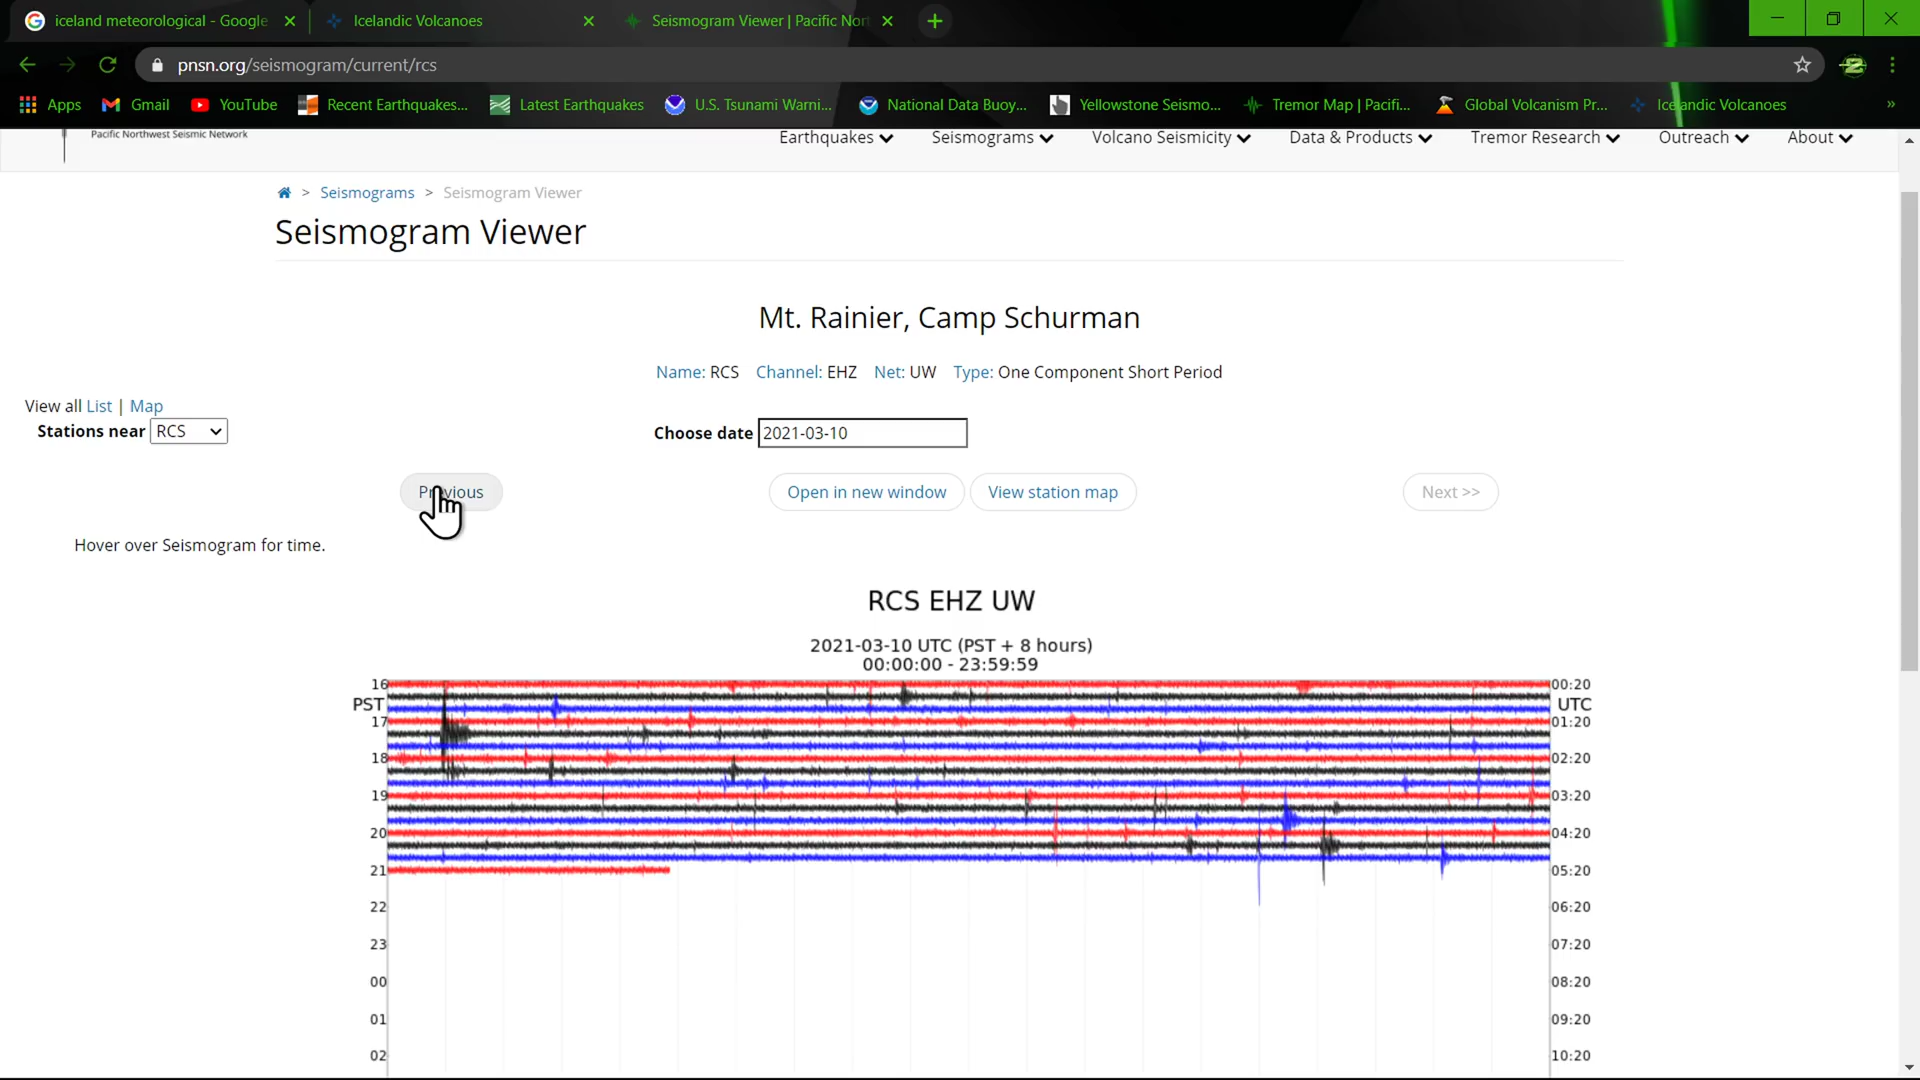 iceland meteorological - Google
Icelandic Volcanoes
Seismogram Viewer | Pacific Nort
pnsn.org/seismogram/current/rcs
Apps
Gmail
YouTube
Recent Earthquakes...
Latest Earthquakes
U.S. Tsunami Warni...
National Data Buoy...
Yellowstone Seismo...
Tremor Map | Pacifi...
Global Volcanism Pr...
Icelandic Volcanoes
»
Pacific Northwest Seismic Network
Earthquakes
Seismograms
Volcano Seismicity
Data & Products
Tremor Research
Outreach
About
> Seismograms > Seismogram Viewer
Seismogram Viewer
Mt. Rainier, Camp Schurman
Name: RCS Channel: EHZ Net: UW Type: One Component Short Period
View all List | Map
Stations near RCS
Choose date 2021-03-10
Previous
Open in new window
View station map
Next >>
Hover over Seismogram for time.
RCS EHZ UW
2021-03-10 UTC (PST + 8 hours)
00:00:00 - 23:59:59
16 00:20
PST UTC
17 01:20
18 02:20
19 03:20
20 04:20
21 05:20
22 06:20
23 07:20
00 08:20
01 09:20
02 10:20